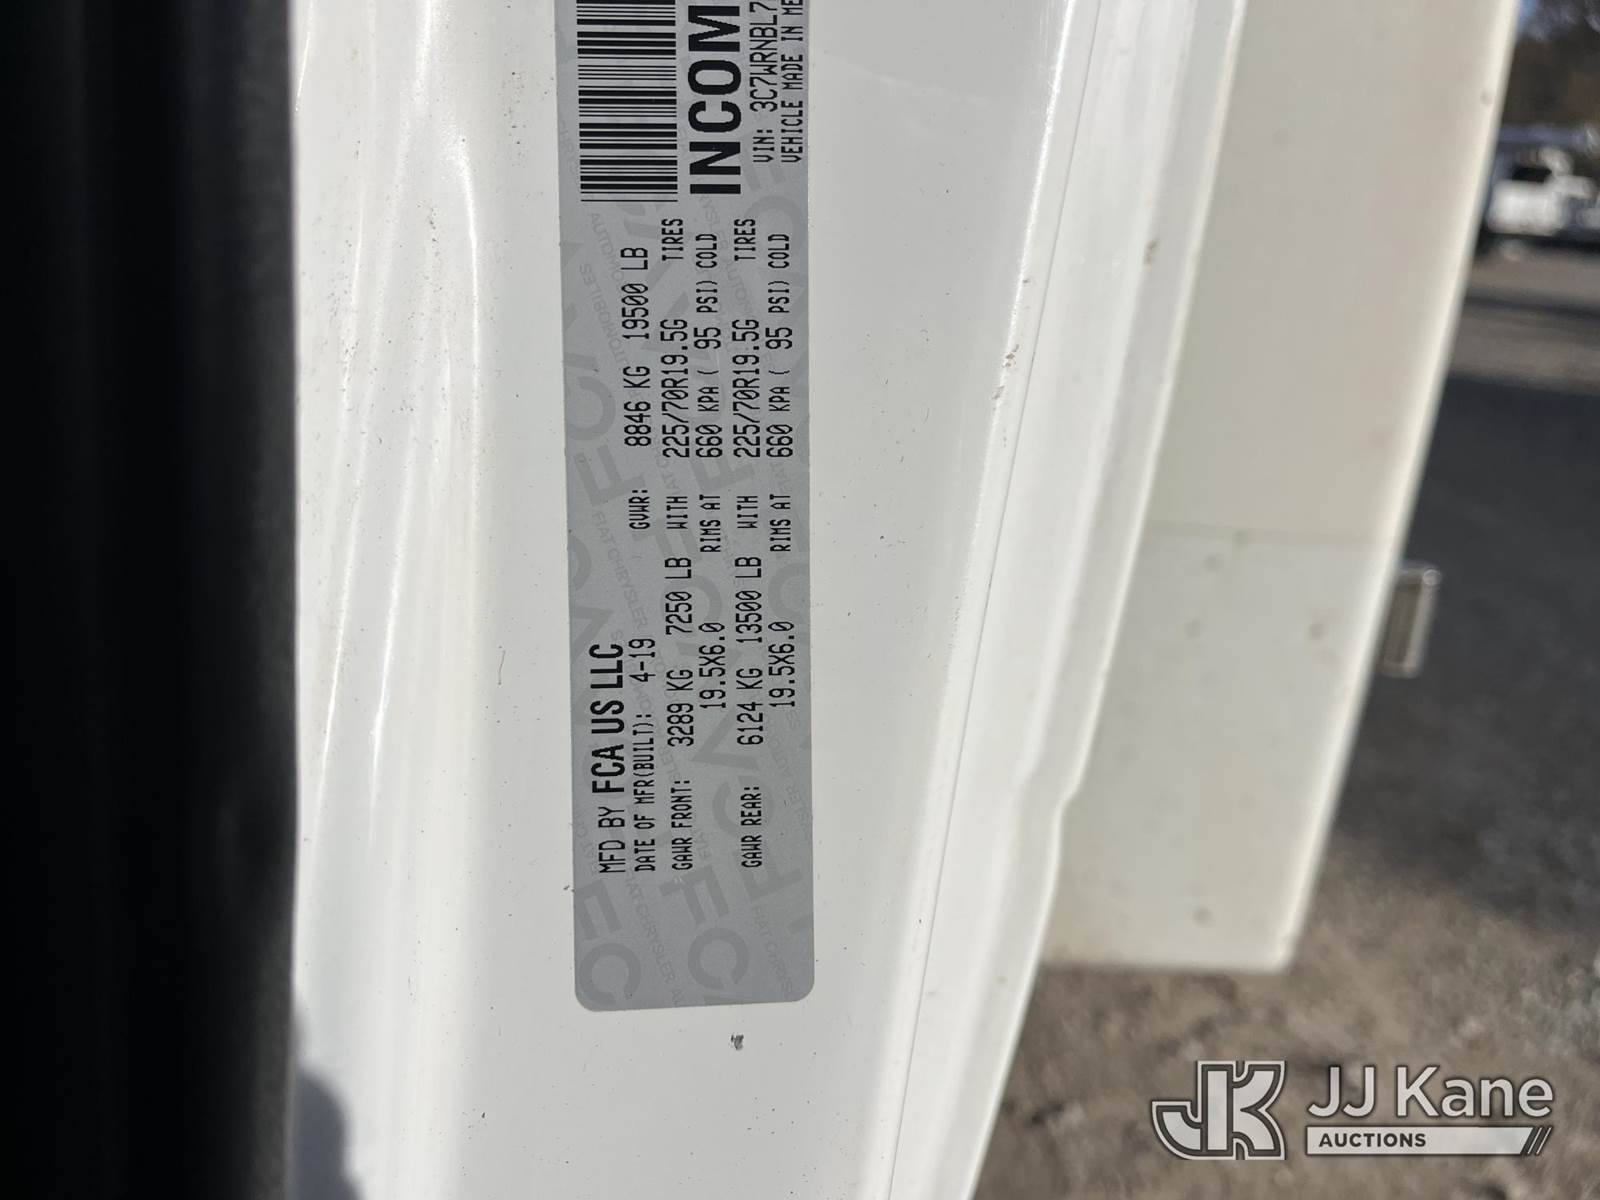 MFD BY FCA US LLC
DATE OF MFR(BUILT): 4-19 GVWR: 8846 KG 19500 LB
GAWR FRONT: 3289 KG 7250 LB WITH 225/70R19.5G TIRES
19.5X6.0 RIMS AT 660 KPA ( 95 PSI) COLD
GAWR REAR: 6124 KG 13500 LB WITH 225/70R19.5G TIRES
19.5X6.0 RIMS AT 660 KPA ( 95 PSI) COLD
INCOM
VIN: 3C7WRNBL7
VEHICLE MADE IN ME
JK JJ Kane
AUCTIONS